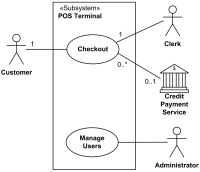 «Subsystem»
POS Terminal
1
Clerk
1
Checkout
Customer
0..*
$
0..1
Credit
Payment
Service
Manage
Users
Administrator